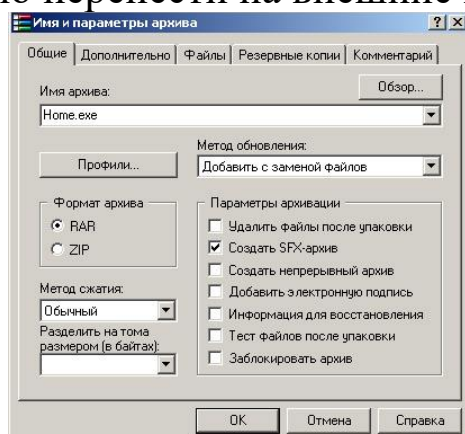 перенести на внешние
Имя и параметры архива
Общие Дополнительно Файлы Резервные копии Комментарий
Имя архива:
Обзор...
Home.exe
Метод обновления:
Профили...
Добавить с заменой файлов
Формат архива
RAR
ZIP
Метод сжатия:
Обычный
Разделить на тома
размером (в байтах):
Параметры архивации
Удалить файлы после упаковки
Создать SFX-архив
Создать непрерывный архив
Добавить электронную подпись
Информация для восстановления
Тест файлов после упаковки
Заблокировать архив
OK Отмена Справка